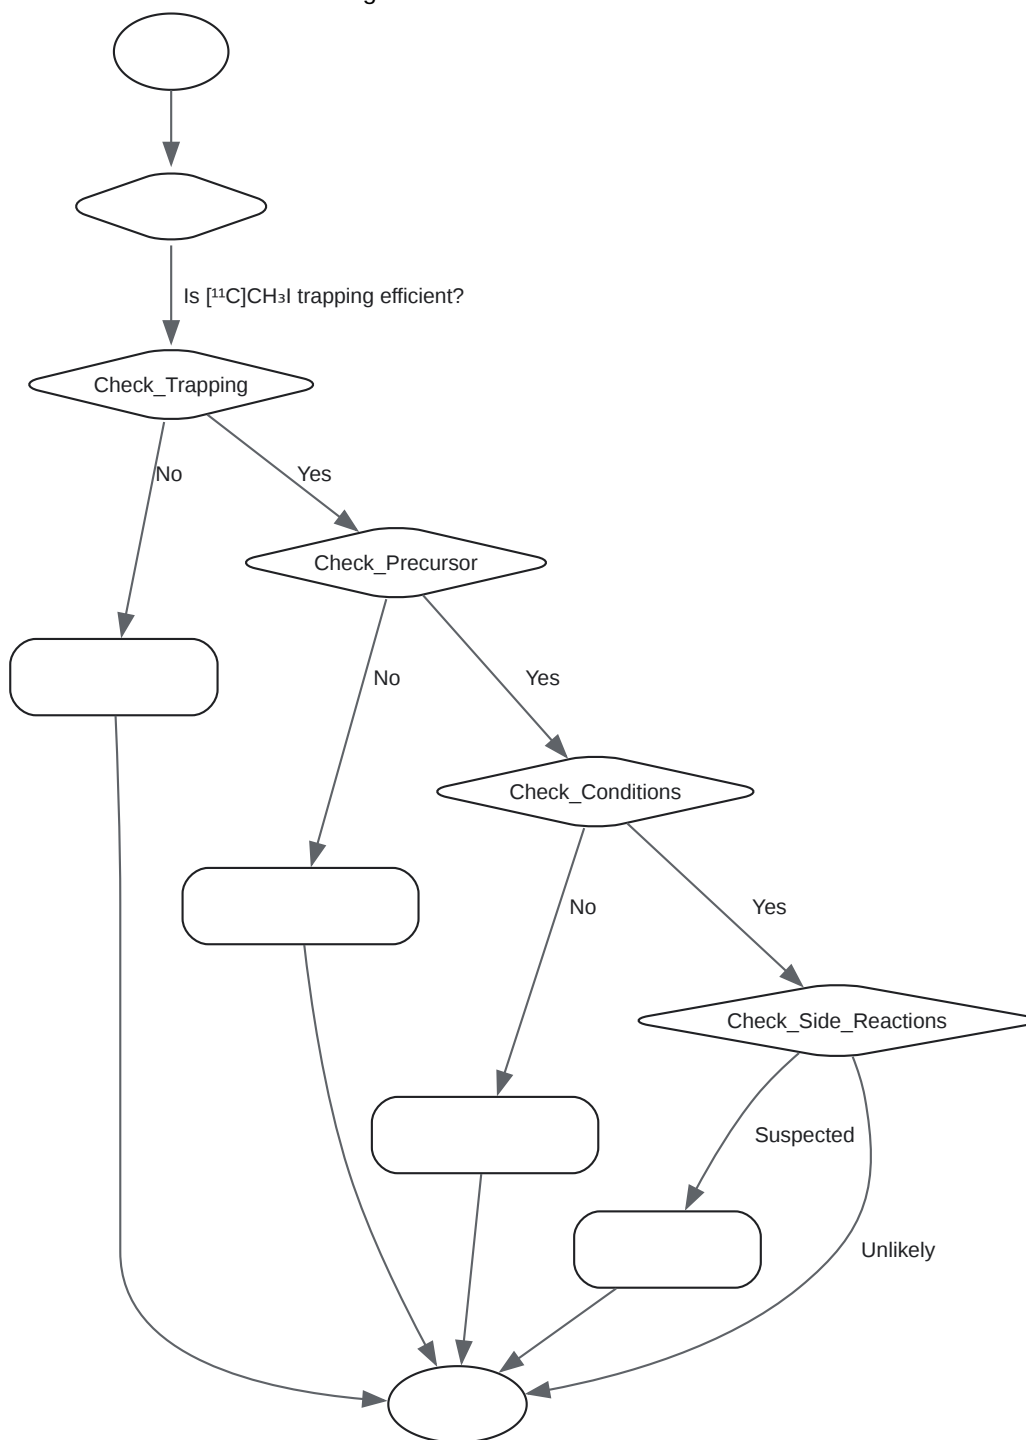 Is [¹¹C]CH₃I trapping efficient?
Check_Trapping
No
Yes
Check_Precursor
No
Yes
Check_Conditions
No
Yes
Check_Side_Reactions
Suspected
Unlikely